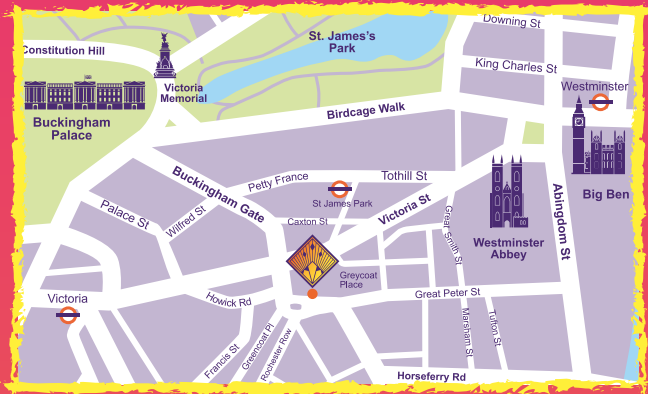 Downing St
Constitution Hill
St. James's
Park
King Charles St
Victoria
Memorial
Westminster
Birdcage Walk
Buckingham
Palace
Buckingham Gate
Petty France
Tothill St
St James Park
Big Ben
Abingdom St
Palace St
Wilfred St
Caxton St
Victoria St
Great Smith St
Westminster
Abbey
Greycoat
Place
Victoria
Howick Rd
Great Peter St
Francis St
Greencoat Pl
Rochester Row
Marsham St
Tufton St
Horseferry Rd